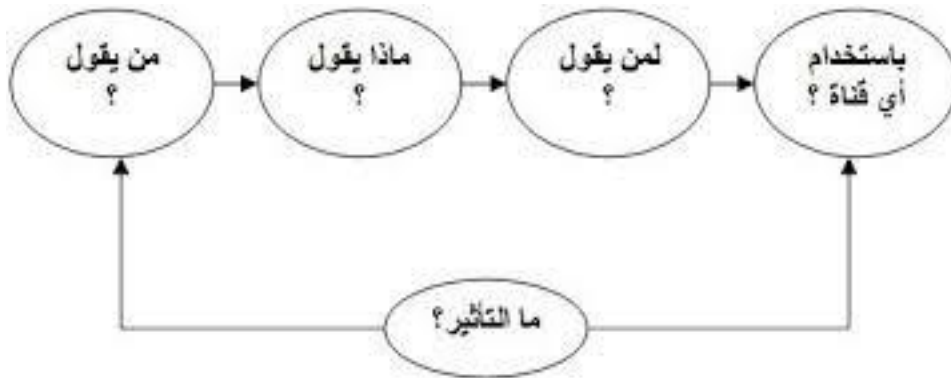 من يقول
؟
ماذا يقول
؟
لمن يقول
؟
باستخدام
أي قناة ؟
ما التأثير؟